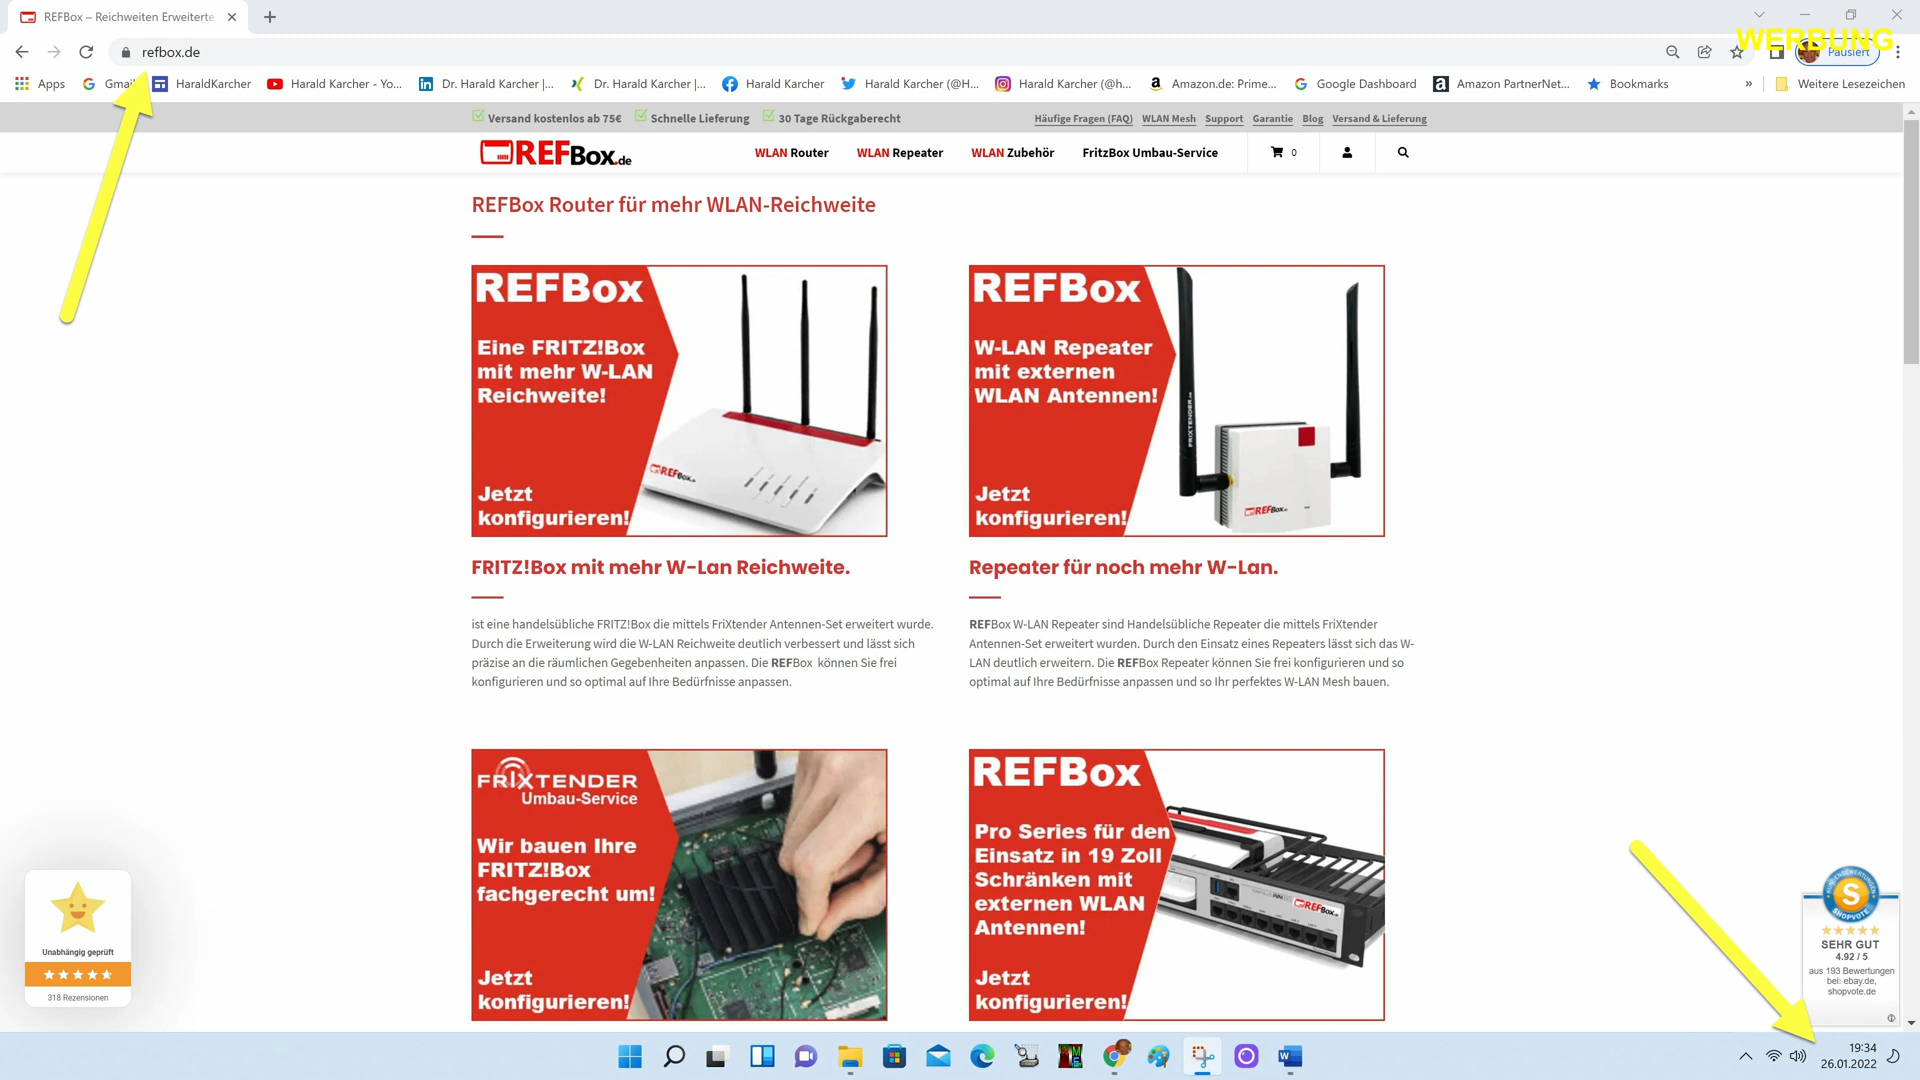 REFBox – Reichweiten Erweiterte
WERBUNG
refbox.de
Pausiert
Apps
Gmail
HaraldKarcher
Harald Karcher - Yo...
Dr. Harald Karcher |...
Dr. Harald Karcher |...
Harald Karcher
Harald Karcher (@H...
Harald Karcher (@h...
Amazon.de: Prime...
Google Dashboard
Amazon PartnerNet...
Bookmarks
»
Weitere Lesezeichen
Versand kostenlos ab 75€
Schnelle Lieferung
30 Tage Rückgaberecht
Häufige Fragen (FAQ)
WLAN Mesh
Support
Garantie
Blog
Versand & Lieferung
REFBox.de
WLAN Router
WLAN Repeater
WLAN Zubehör
FritzBox Umbau-Service
0
REFBox Router für mehr WLAN-Reichweite
REFBox
Eine FRITZ!Box
mit mehr W-LAN
Reichweite!
Jetzt
konfigurieren!
REFBox.de
REFBox
W-LAN Repeater
mit externen
WLAN Antennen!
Jetzt
konfigurieren!
FRIXTENDER.de
REFBox.de
FRITZ!Box mit mehr W-Lan Reichweite.
ist eine handelsübliche FRITZ!Box die mittels FriXtender Antennen-Set erweitert wurde.
Durch die Erweiterung wird die W-LAN Reichweite deutlich verbessert und lässt sich
präzise an die räumlichen Gegebenheiten anpassen. Die REFBox können Sie frei
konfigurieren und so optimal auf Ihre Bedürfnisse anpassen.
Repeater für noch mehr W-Lan.
REFBox W-LAN Repeater sind Handelsübliche Repeater die mittels FriXtender
Antennen-Set erweitert wurden. Durch den Einsatz eines Repeaters lässt sich das W-
LAN deutlich erweitern. Die REFBox Repeater können Sie frei konfigurieren und so
optimal auf Ihre Bedürfnisse anpassen und so Ihr perfektes W-LAN Mesh bauen.
FRIXTENDER
Umbau-Service
Wir bauen Ihre
FRITZ!Box
fachgerecht um!
Jetzt
konfigurieren!
REFBox
Pro Series für den
Einsatz in 19 Zoll
Schränken mit
externen WLAN
Antennen!
Jetzt
konfigurieren!
REFBox.de
Unabhängig geprüft
318 Rezensionen
KUNDENBEWERTUNGEN
S
SHOPVOTE
SEHR GUT
4.92 / 5
aus 193 Bewertungen
bei: ebay.de,
shopvote.de
19:34
26.01.2022